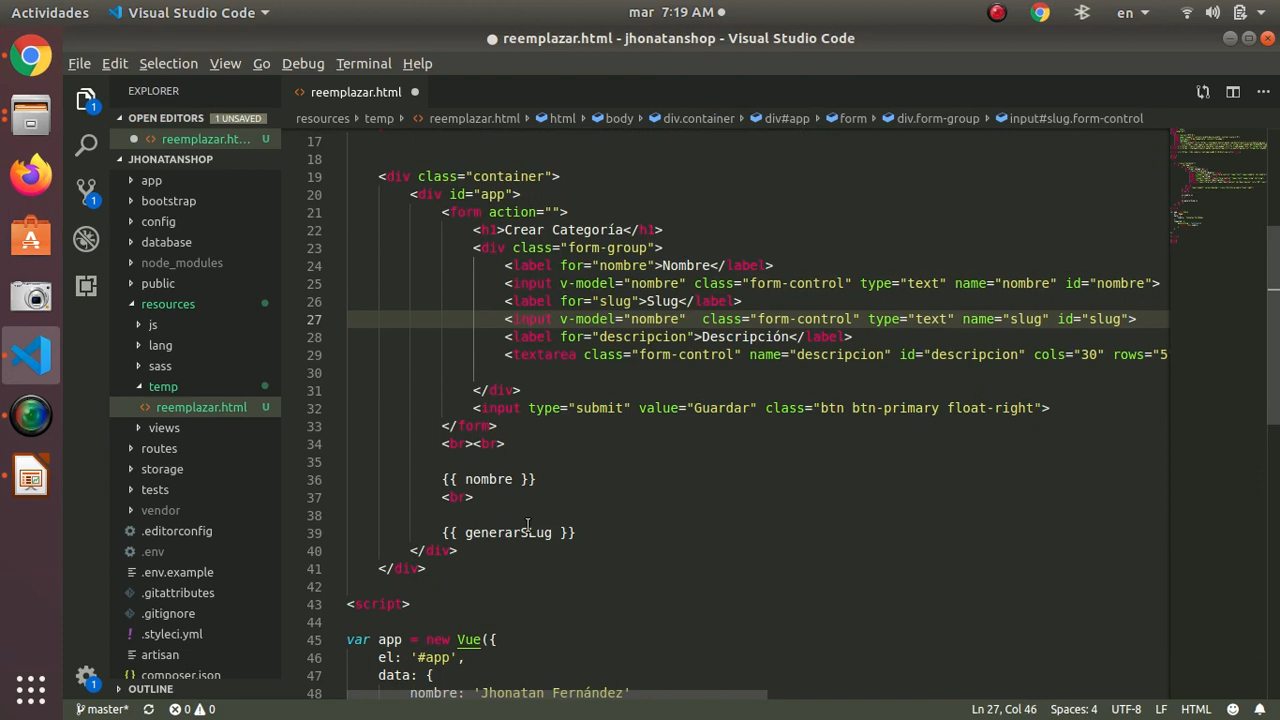 Actividades Visual Studio Code mar 7:19 AM en
reemplazar.html - jhonatanshop - Visual Studio Code
File Edit Selection View Go Debug Terminal Help
EXPLORER
OPEN EDITORS 1 UNSAVED
reemplazar.ht... U
JHONATANSHOP
app
bootstrap
config
database
node_modules
public
resources
js
lang
sass
temp
reemplazar.html U
views
routes
storage
tests
vendor
.editorconfig
.env
.env.example
.gitattributes
.gitignore
.styleci.yml
artisan
composer.json
OUTLINE
1
1
1
reemplazar.html
resources temp reemplazar.html html body div.container div#app form div.form-group input#slug.form-control
17
18
19 <div class="container">
20 <div id="app">
21 <form action="">
22 <h1>Crear Categoría</h1>
23 <div class="form-group">
24 <label for="nombre">Nombre</label>
25 <input v-model="nombre" class="form-control" type="text" name="nombre" id="nombre">
26 <label for="slug">Slug</label>
27 <input v-model="nombre"  class="form-control" type="text" name="slug" id="slug">
28 <label for="descripcion">Descripción</label>
29 <textarea class="form-control" name="descripcion" id="descripcion" cols="30" rows="5
30
31 </div>
32 <input type="submit" value="Guardar" class="btn btn-primary float-right">
33 </form>
34 <br><br>
35
36 {{ nombre }}
37 <br>
38
39 {{ generarSLug }}
40 </div>
41 </div>
42
43 <script>
44
45 var app = new Vue({
46 el: '#app',
47 data: {
48 nombre: 'Jhonatan Fernández'
master* 0 0 Ln 27, Col 46 Spaces: 4 UTF-8 LF HTML